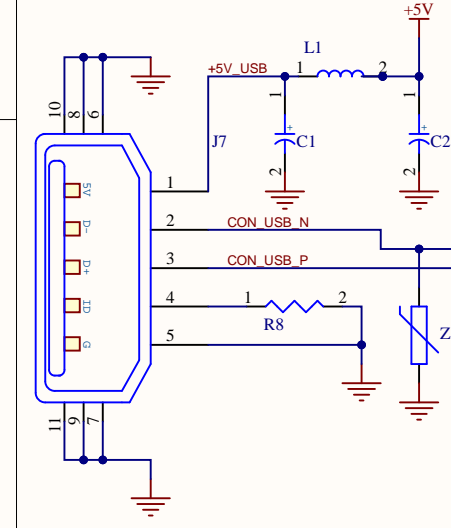 +5V
L1
+5V_USB
1
2
10
8
6
1
1
J7
C1
C2
2
2
1
5V
2
CON_USB_N
D-
3
CON_USB_P
D+
4
1
2
ID
R8
Z
5
G
11
9
7